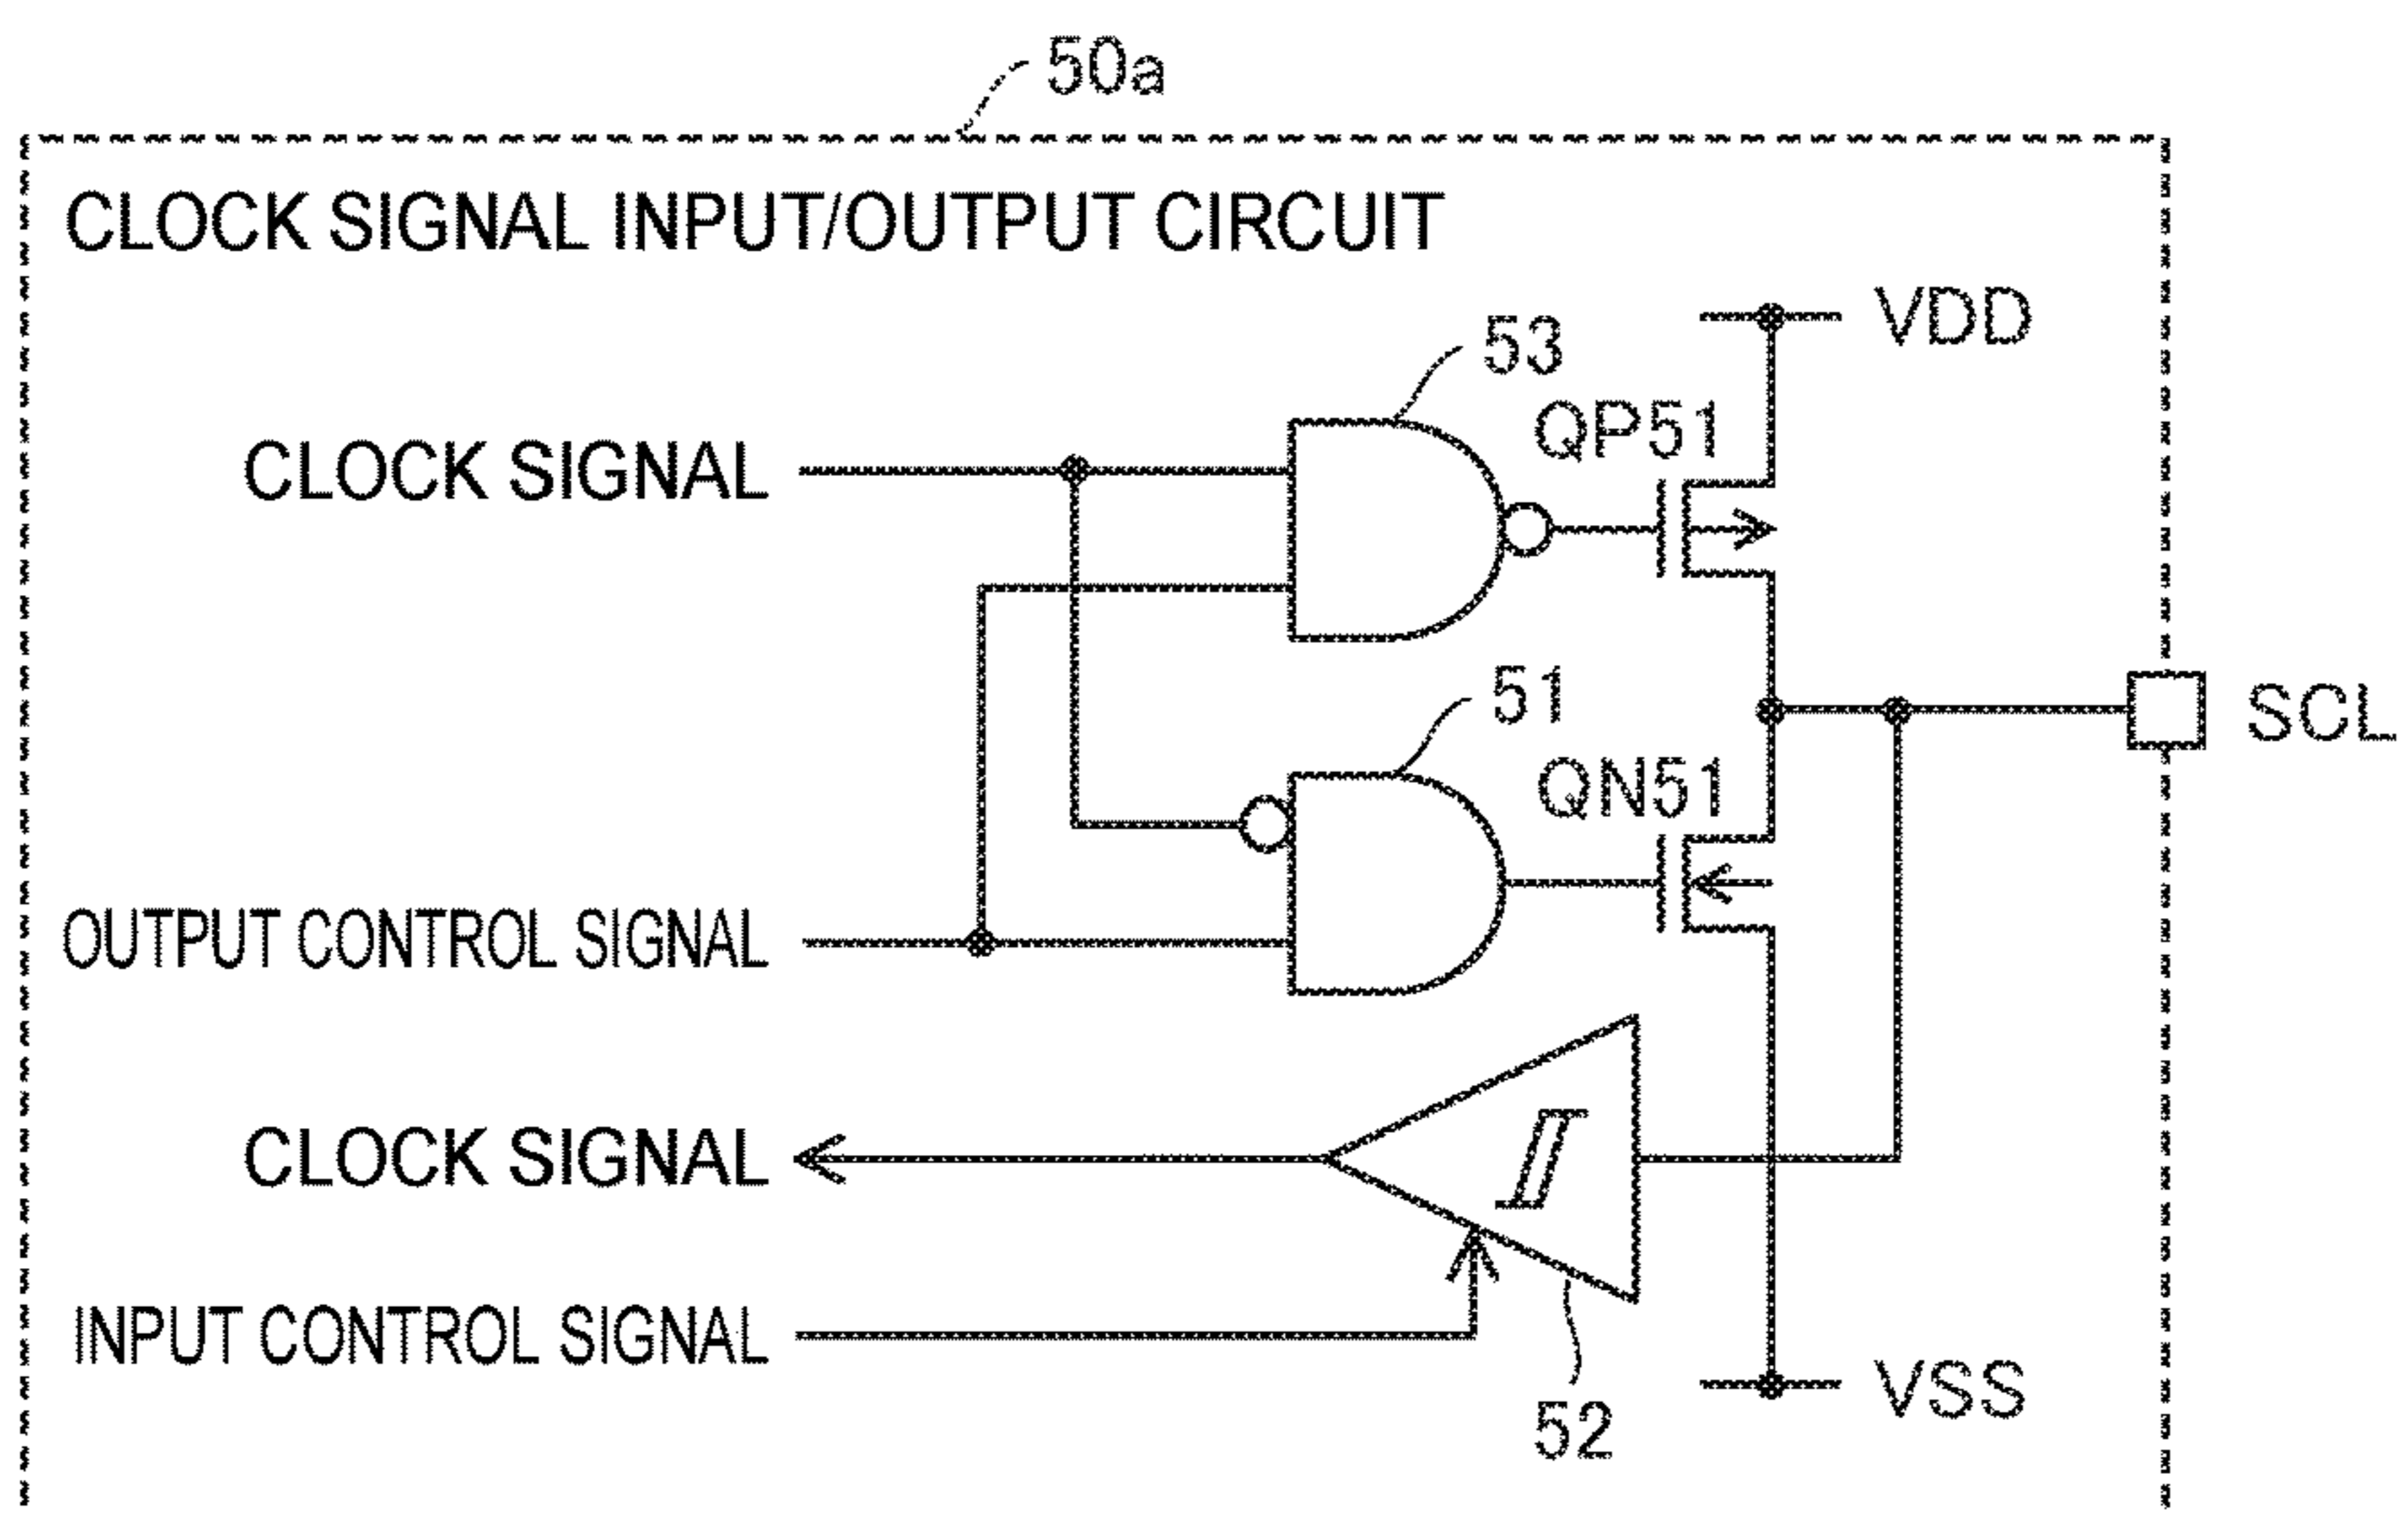 50a
CLOCK SIGNAL INPUT/OUTPUT CIRCUIT
VDD
53
QP51
CLOCK SIGNAL
51
SCL
QN51
OUTPUT CONTROL SIGNAL
CLOCK SIGNAL
INPUT CONTROL SIGNAL
VSS
52